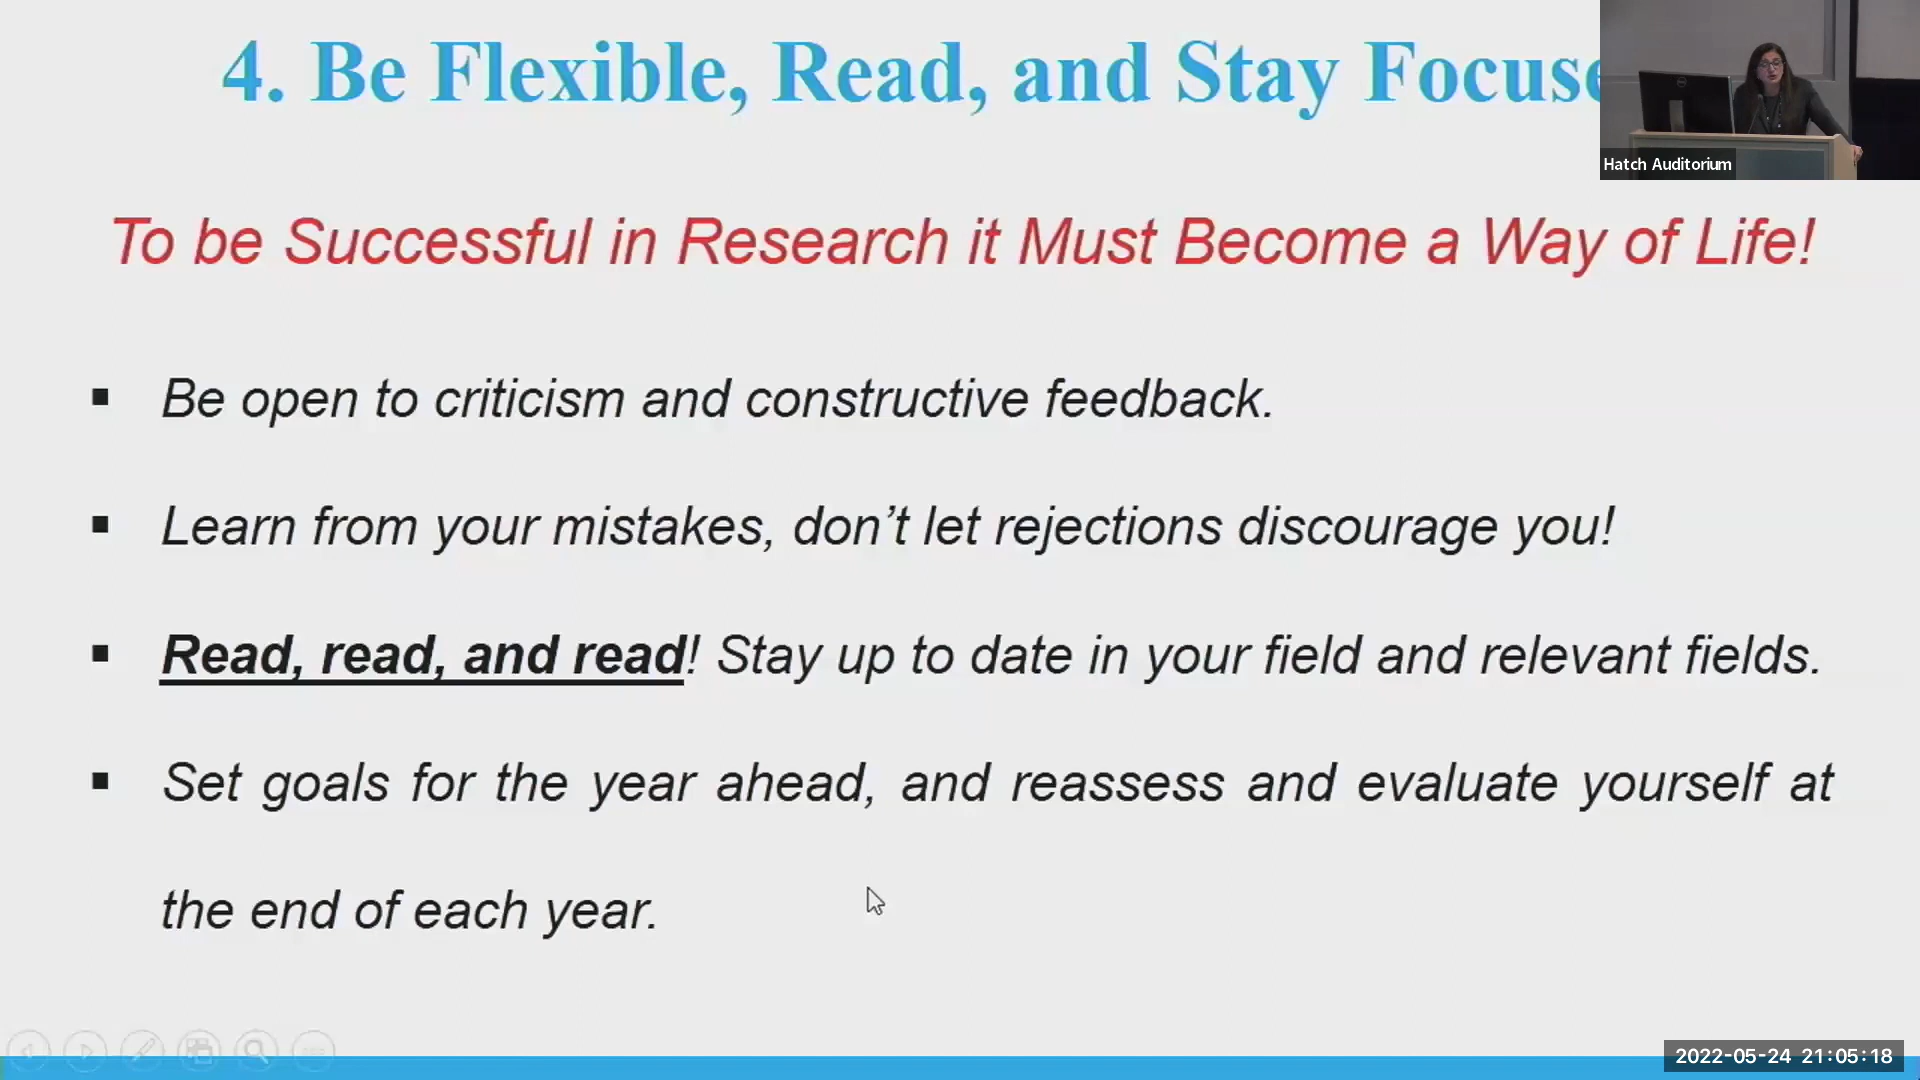 4. Be Flexible, Read, and Stay Focuse
Hatch Auditorium
To be Successful in Research it Must Become a Way of Life!
▪ Be open to criticism and constructive feedback.
▪ Learn from your mistakes, don’t let rejections discourage you!
▪ Read, read, and read! Stay up to date in your field and relevant fields.
▪ Set goals for the year ahead, and reassess and evaluate yourself at
the end of each year.
2022-05-24 21:05:18